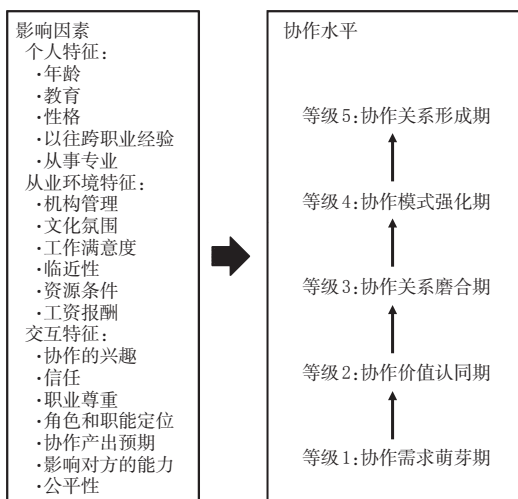 影响因素
个人特征：
·年龄
·教育
·性格
·以往跨职业经验
·从事专业
从业环境特征：
·机构管理
·文化氛围
·工作满意度
·临近性
·资源条件
·工资报酬
交互特征：
·协作的兴趣
·信任
·职业尊重
·角色和职能定位
·协作产出预期
·影响对方的能力
·公平性
协作水平
等级5：协作关系形成期
等级4：协作模式强化期
等级3：协作关系磨合期
等级2：协作价值认同期
等级1：协作需求萌芽期